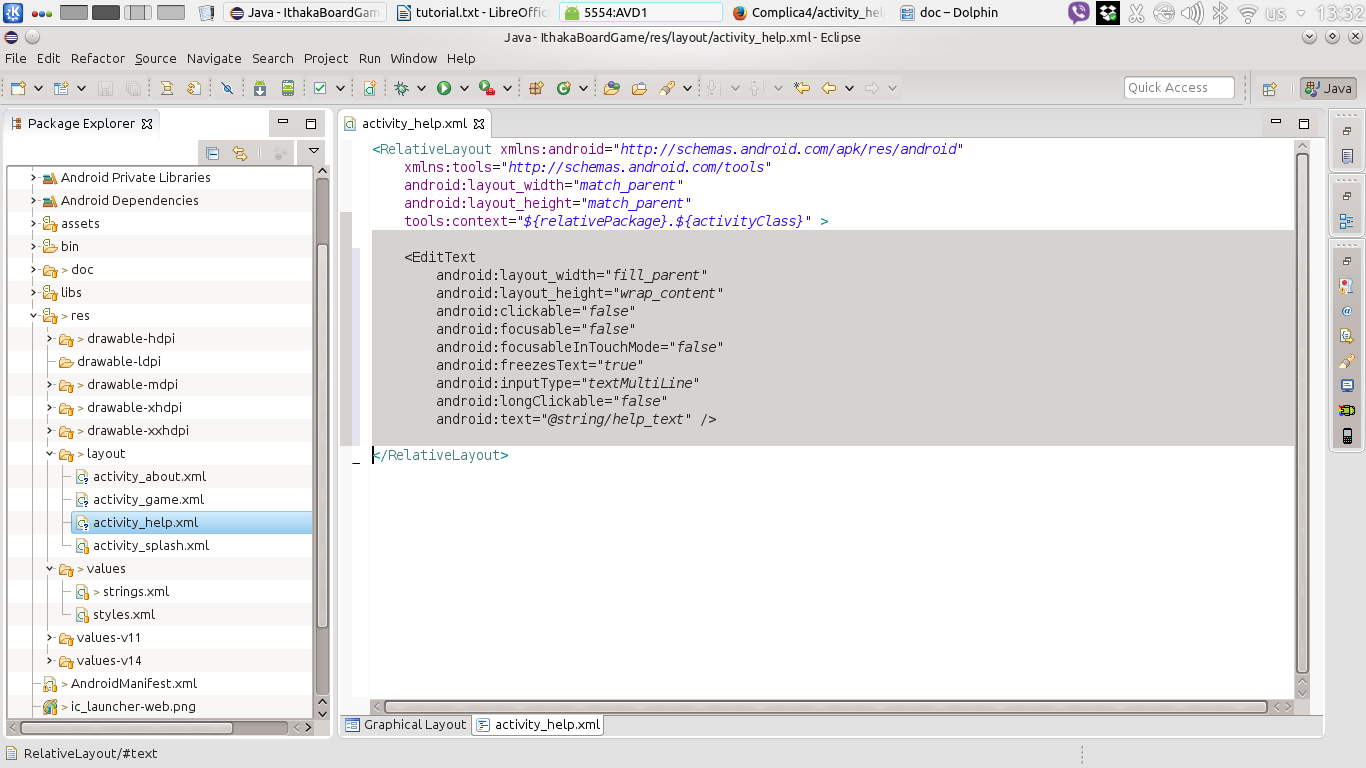 Java - IthakaBoardGam
tutorial.txt - LibreOffic
5554:AVD1
Complica4/activity_hel
doc – Dolphin
us
13:32
Java - IthakaBoardGame/res/layout/activity_help.xml - Eclipse
File Edit Refactor Source Navigate Search Project Run Window Help
Quick Access
Java
Package Explorer
activity_help.xml
Android Private Libraries
Android Dependencies
assets
bin
> doc
libs
> res
> drawable-hdpi
drawable-ldpi
> drawable-mdpi
> drawable-xhdpi
> drawable-xxhdpi
> layout
activity_about.xml
activity_game.xml
activity_help.xml
activity_splash.xml
> values
> strings.xml
styles.xml
values-v11
values-v14
> AndroidManifest.xml
> ic_launcher-web.png
<RelativeLayout xmlns:android="http://schemas.android.com/apk/res/android"
xmlns:tools="http://schemas.android.com/tools"
android:layout_width="match_parent"
android:layout_height="match_parent"
tools:context="${relativePackage}.${activityClass}" >
<EditText
android:layout_width="fill_parent"
android:layout_height="wrap_content"
android:clickable="false"
android:focusable="false"
android:focusableInTouchMode="false"
android:freezesText="true"
android:inputType="textMultiLine"
android:longClickable="false"
android:text="@string/help_text" />
</RelativeLayout>
Graphical Layout
activity_help.xml
RelativeLayout/#text